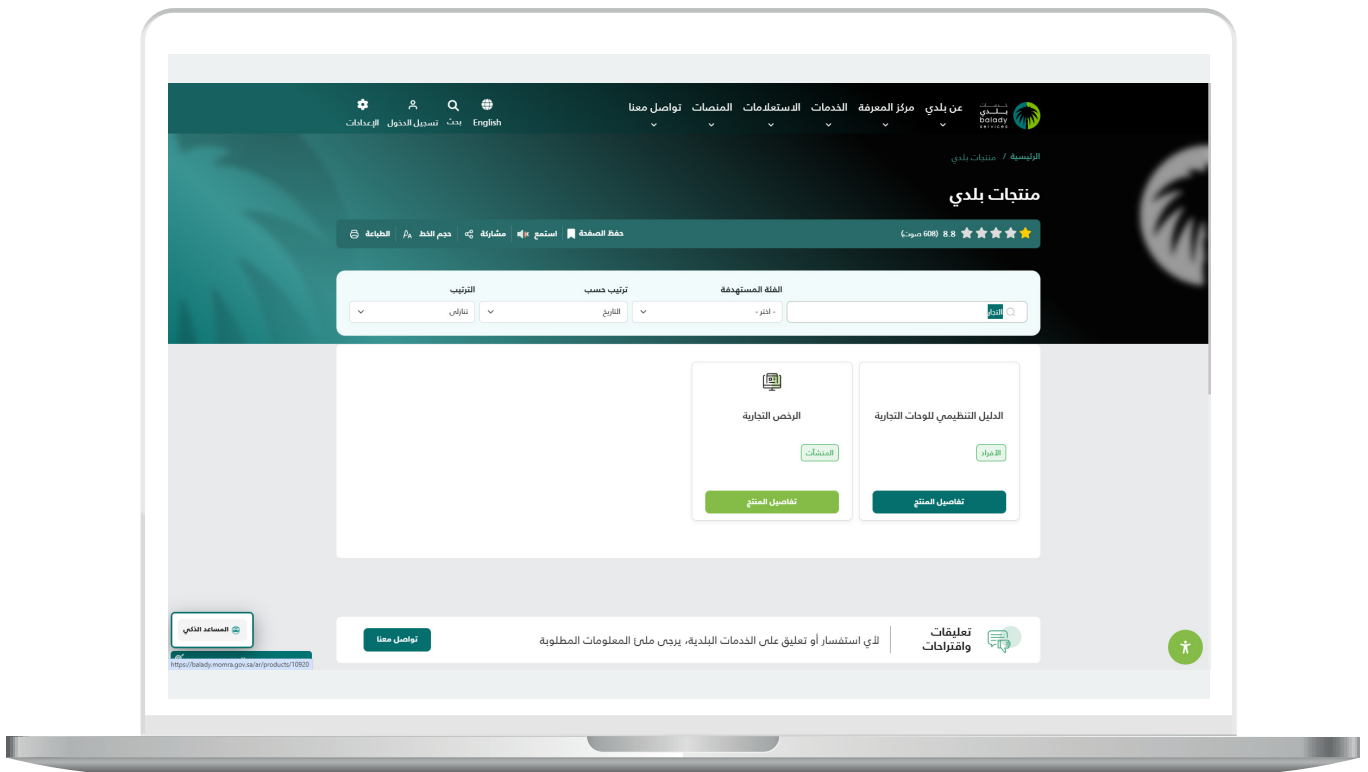 خدمات
بلدي
balady
services
عن بلدي
مركز المعرفة
الخدمات
الاستعلامات
المنصات
تواصل معنا
English
بحث
تسجيل الدخول
الإعدادات
الرئيسية / منتجات بلدي
منتجات بلدي
8.8 (608 صوت)
حفظ الصفحة
استمع
مشاركة
حجم الخط
الطباعة
الفئة المستهدفة
ترتيب حسب
الترتيب
التجار
- اختر -
التاريخ
تنازلي
الدليل التنظيمي للوحات التجارية
الرخص التجارية
الأفراد
المنشآت
تفاصيل المنتج
تفاصيل المنتج
تعليقات
واقتراحات
لأي استفسار أو تعليق على الخدمات البلدية، يرجى ملئ المعلومات المطلوبة
تواصل معنا
المساعد الذكي
https://balady.momra.gov.sa/ar/products/10920